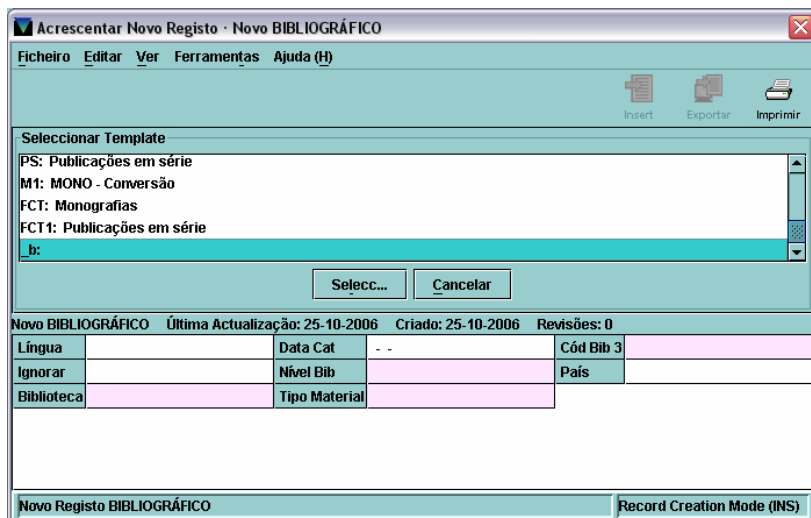 Acrescentar Novo Registo · Novo BIBLIOGRÁFICO
Ficheiro Editar Ver Ferramentas Ajuda (H)
Insert Exportar Imprimir
Seleccionar Template
PS: Publicações em série
M1: MONO - Conversão
FCT: Monografias
FCT1: Publicações em série
_b:
Selecc... Cancelar
Novo BIBLIOGRÁFICO Última Actualização: 25-10-2006 Criado: 25-10-2006 Revisões: 0
Língua Data Cat - - Cód Bib 3
Ignorar Nível Bib País
Biblioteca Tipo Material
Novo Registo BIBLIOGRÁFICO Record Creation Mode (INS)